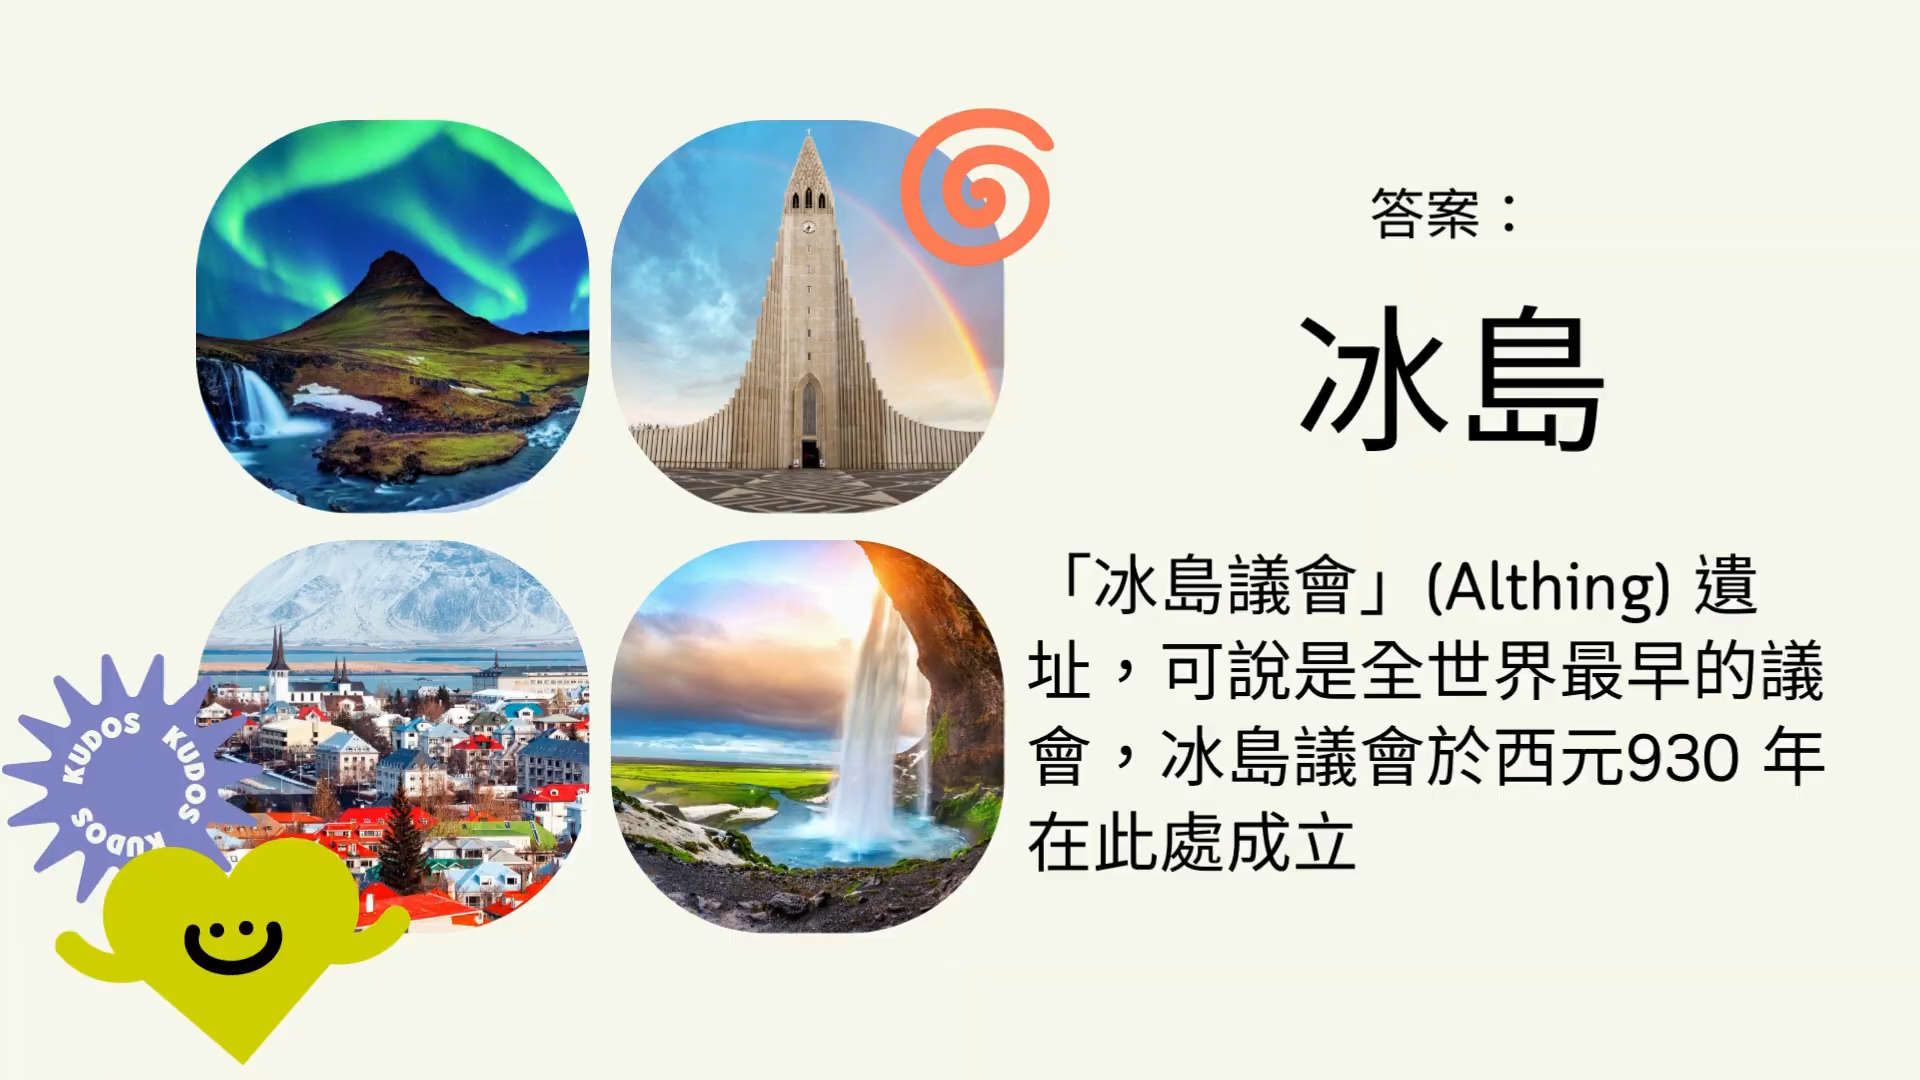 答案：
冰島
「冰島議會」(Althing) 遺
址，可說是全世界最早的議
會，冰島議會於西元930 年
在此處成立
KUDOS
KUDOS
KUDOS